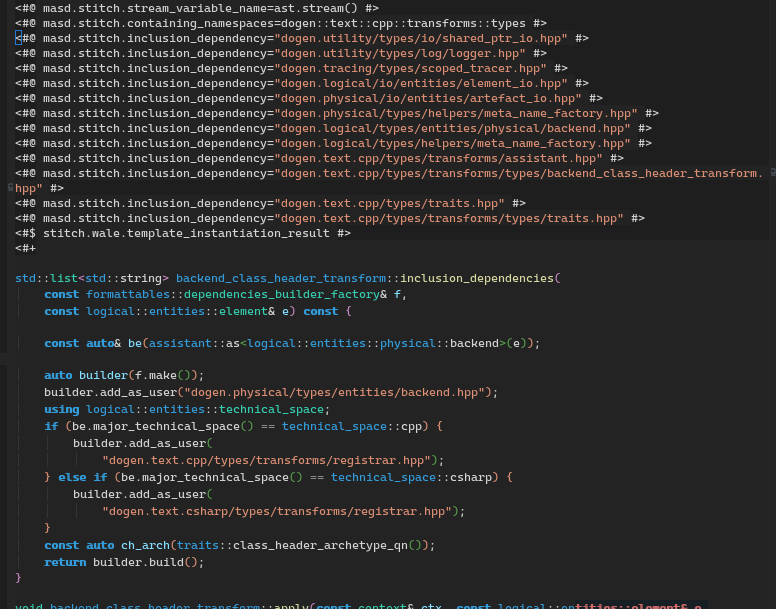 <#@ masd.stitch.stream_variable_name=ast.stream() #>
<#@ masd.stitch.containing_namespaces=dogen::text::cpp::transforms::types #>
<#@ masd.stitch.inclusion_dependency="dogen.utility/types/io/shared_ptr_io.hpp" #>
<#@ masd.stitch.inclusion_dependency="dogen.utility/types/log/logger.hpp" #>
<#@ masd.stitch.inclusion_dependency="dogen.tracing/types/scoped_tracer.hpp" #>
<#@ masd.stitch.inclusion_dependency="dogen.logical/io/entities/element_io.hpp" #>
<#@ masd.stitch.inclusion_dependency="dogen.physical/io/entities/artefact_io.hpp" #>
<#@ masd.stitch.inclusion_dependency="dogen.physical/types/helpers/meta_name_factory.hpp" #>
<#@ masd.stitch.inclusion_dependency="dogen.logical/types/entities/physical/backend.hpp" #>
<#@ masd.stitch.inclusion_dependency="dogen.logical/types/helpers/meta_name_factory.hpp" #>
<#@ masd.stitch.inclusion_dependency="dogen.text.cpp/types/transforms/assistant.hpp" #>
<#@ masd.stitch.inclusion_dependency="dogen.text.cpp/types/transforms/types/backend_class_header_transform.
hpp" #>
<#@ masd.stitch.inclusion_dependency="dogen.text.cpp/types/traits.hpp" #>
<#@ masd.stitch.inclusion_dependency="dogen.text.cpp/types/transforms/types/traits.hpp" #>
<#$ stitch.wale.template_instantiation_result #>
<#+
std::list<std::string> backend_class_header_transform::inclusion_dependencies(
const formattables::dependencies_builder_factory& f,
const logical::entities::element& e) const {
const auto& be(assistant::as<logical::entities::physical::backend>(e));
auto builder(f.make());
builder.add_as_user("dogen.physical/types/entities/backend.hpp");
using logical::entities::technical_space;
if (be.major_technical_space() == technical_space::cpp) {
builder.add_as_user(
"dogen.text.cpp/types/transforms/registrar.hpp");
} else if (be.major_technical_space() == technical_space::csharp) {
builder.add_as_user(
"dogen.text.csharp/types/transforms/registrar.hpp");
}
const auto ch_arch(traits::class_header_archetype_qn());
return builder.build();
}
void backend_class_header_transform::apply(const context& ctx, const logical::entities::element& e,